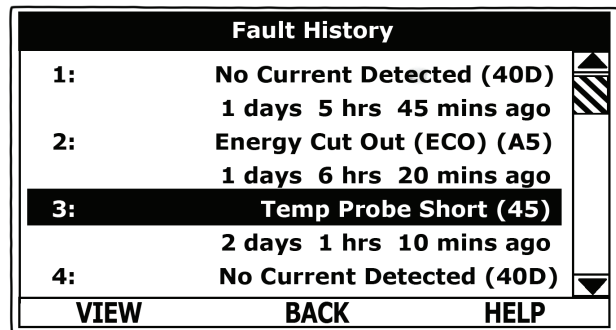 Fault History
1: No Current Detected (40D)
1 days 5 hrs 45 mins ago
2: Energy Cut Out (ECO) (A5)
1 days 6 hrs 20 mins ago
3: Temp Probe Short (45)
2 days 1 hrs 10 mins ago
4: No Current Detected (40D)
VIEW BACK HELP